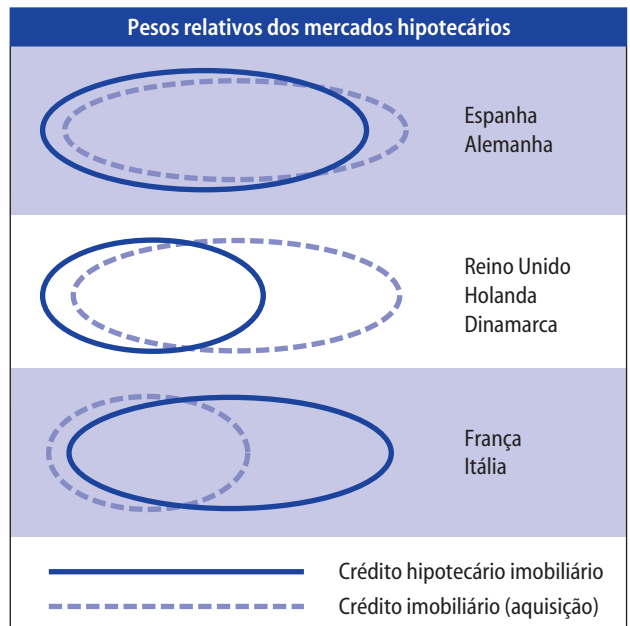 Pesos relativos dos mercados hipotecários
Espanha
Alemanha
Reino Unido
Holanda
Dinamarca
França
Itália
Crédito hipotecário imobiliário
Crédito imobiliário (aquisição)